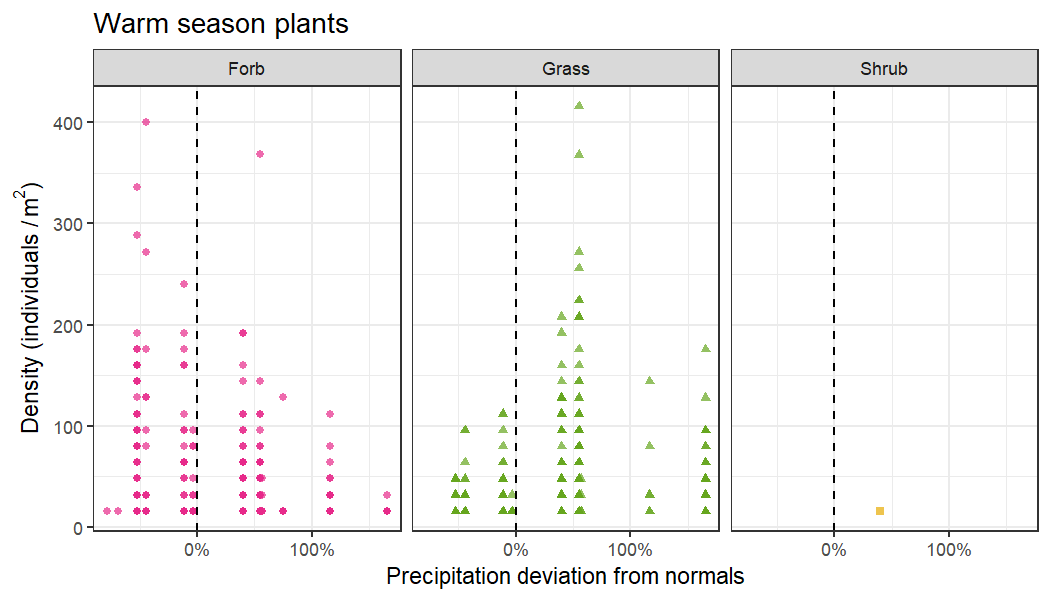 Warm season plants
Forb Grass Shrub
Density (individuals / m²)
400
300
200
100
0
0% 100% 0% 100% 0% 100%
Precipitation deviation from normals